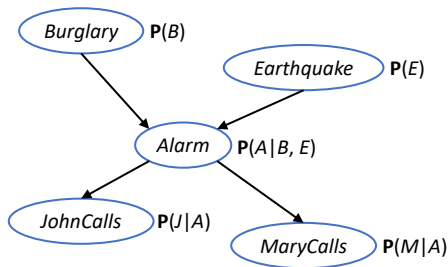 Burglary P(B)
Earthquake P(E)
Alarm P(A|B, E)
JohnCalls P(J|A)
MaryCalls P(M|A)